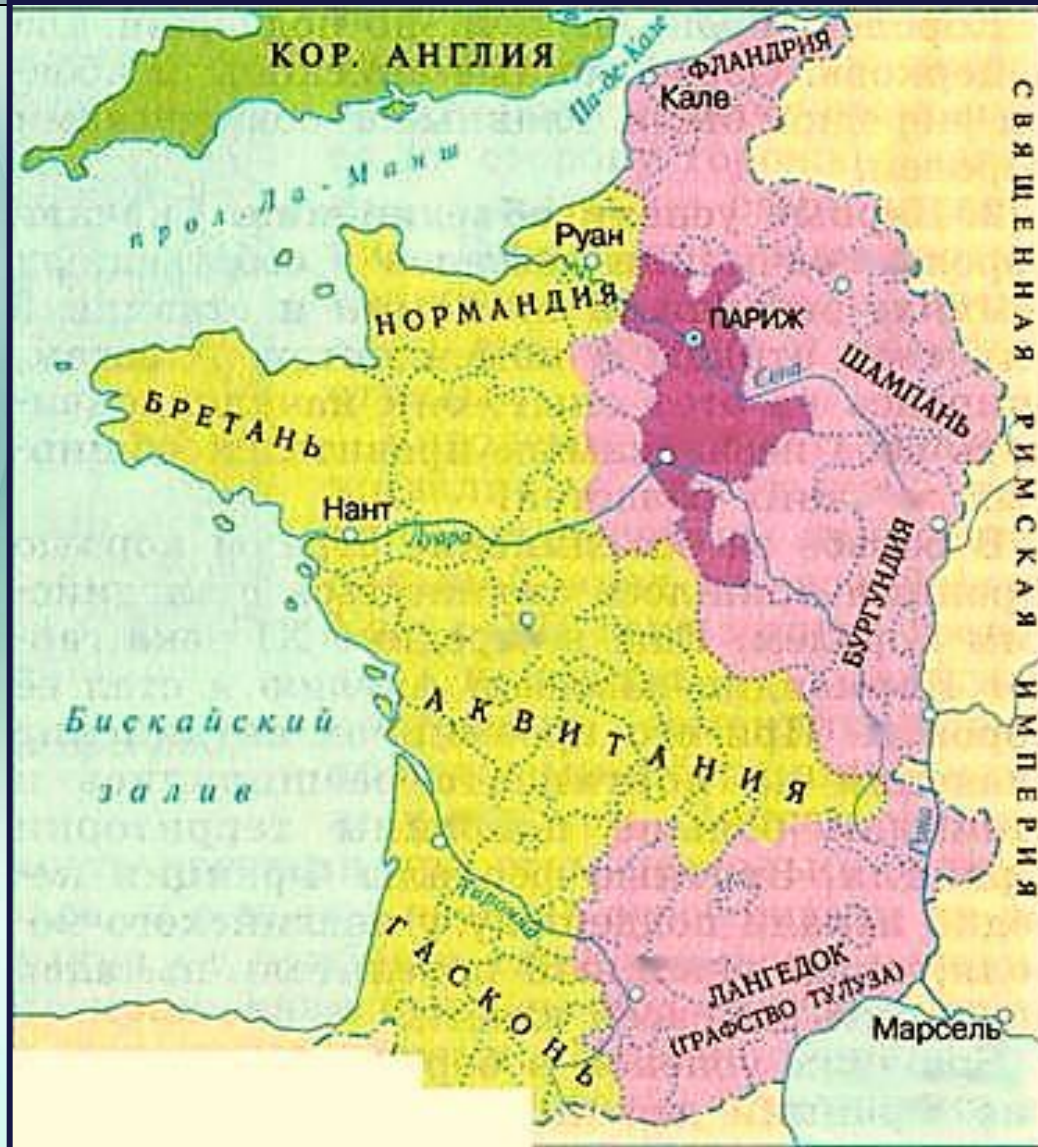 КОР. АНГЛИЯ
Па-де-Кале
ФЛАНДРИЯ
Кале
прол Ла-Манш
Руан
НОРМАНДИЯ
ПАРИЖ
Сена
ШАМПАНЬ
БРЕТАНЬ
Нант
Луара
БУРГУНДИЯ
СВЯЩЕННАЯ РИМСКАЯ ИМПЕРИЯ
АКВИТАНИЯ
Бискайский
залив
Рона
Гаронна
ГАСКОНЬ
ЛАНГЕДОК
(ГРАФСТВО ТУЛУЗА)
Марсель